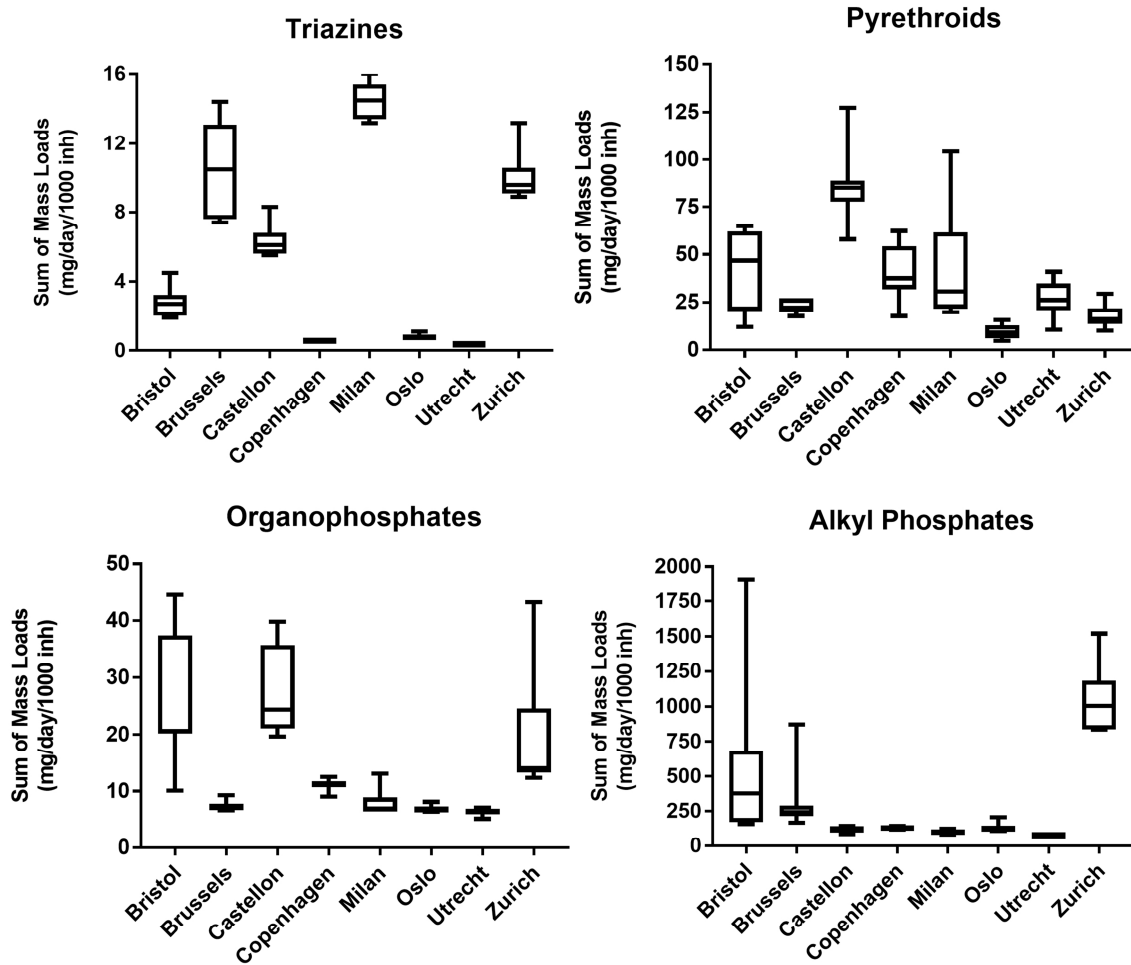 Triazines
Sum of Mass Loads
(mg/day/1000 inh)
16
12
8
4
0
Bristol
Brussels
Castellon
Copenhagen
Milan
Oslo
Utrecht
Zurich
Pyrethroids
Sum of Mass Loads
(mg/day/1000 inh)
150
125
100
75
50
25
0
Bristol
Brussels
Castellon
Copenhagen
Milan
Oslo
Utrecht
Zurich
Organophosphates
Sum of Mass Loads
(mg/day/1000 inh)
50
40
30
20
10
0
Bristol
Brussels
Castellon
Copenhagen
Milan
Oslo
Utrecht
Zurich
Alkyl Phosphates
Sum of Mass Loads
(mg/day/1000 inh)
2000
1750
1500
1250
1000
750
500
250
0
Bristol
Brussels
Castellon
Copenhagen
Milan
Oslo
Utrecht
Zurich